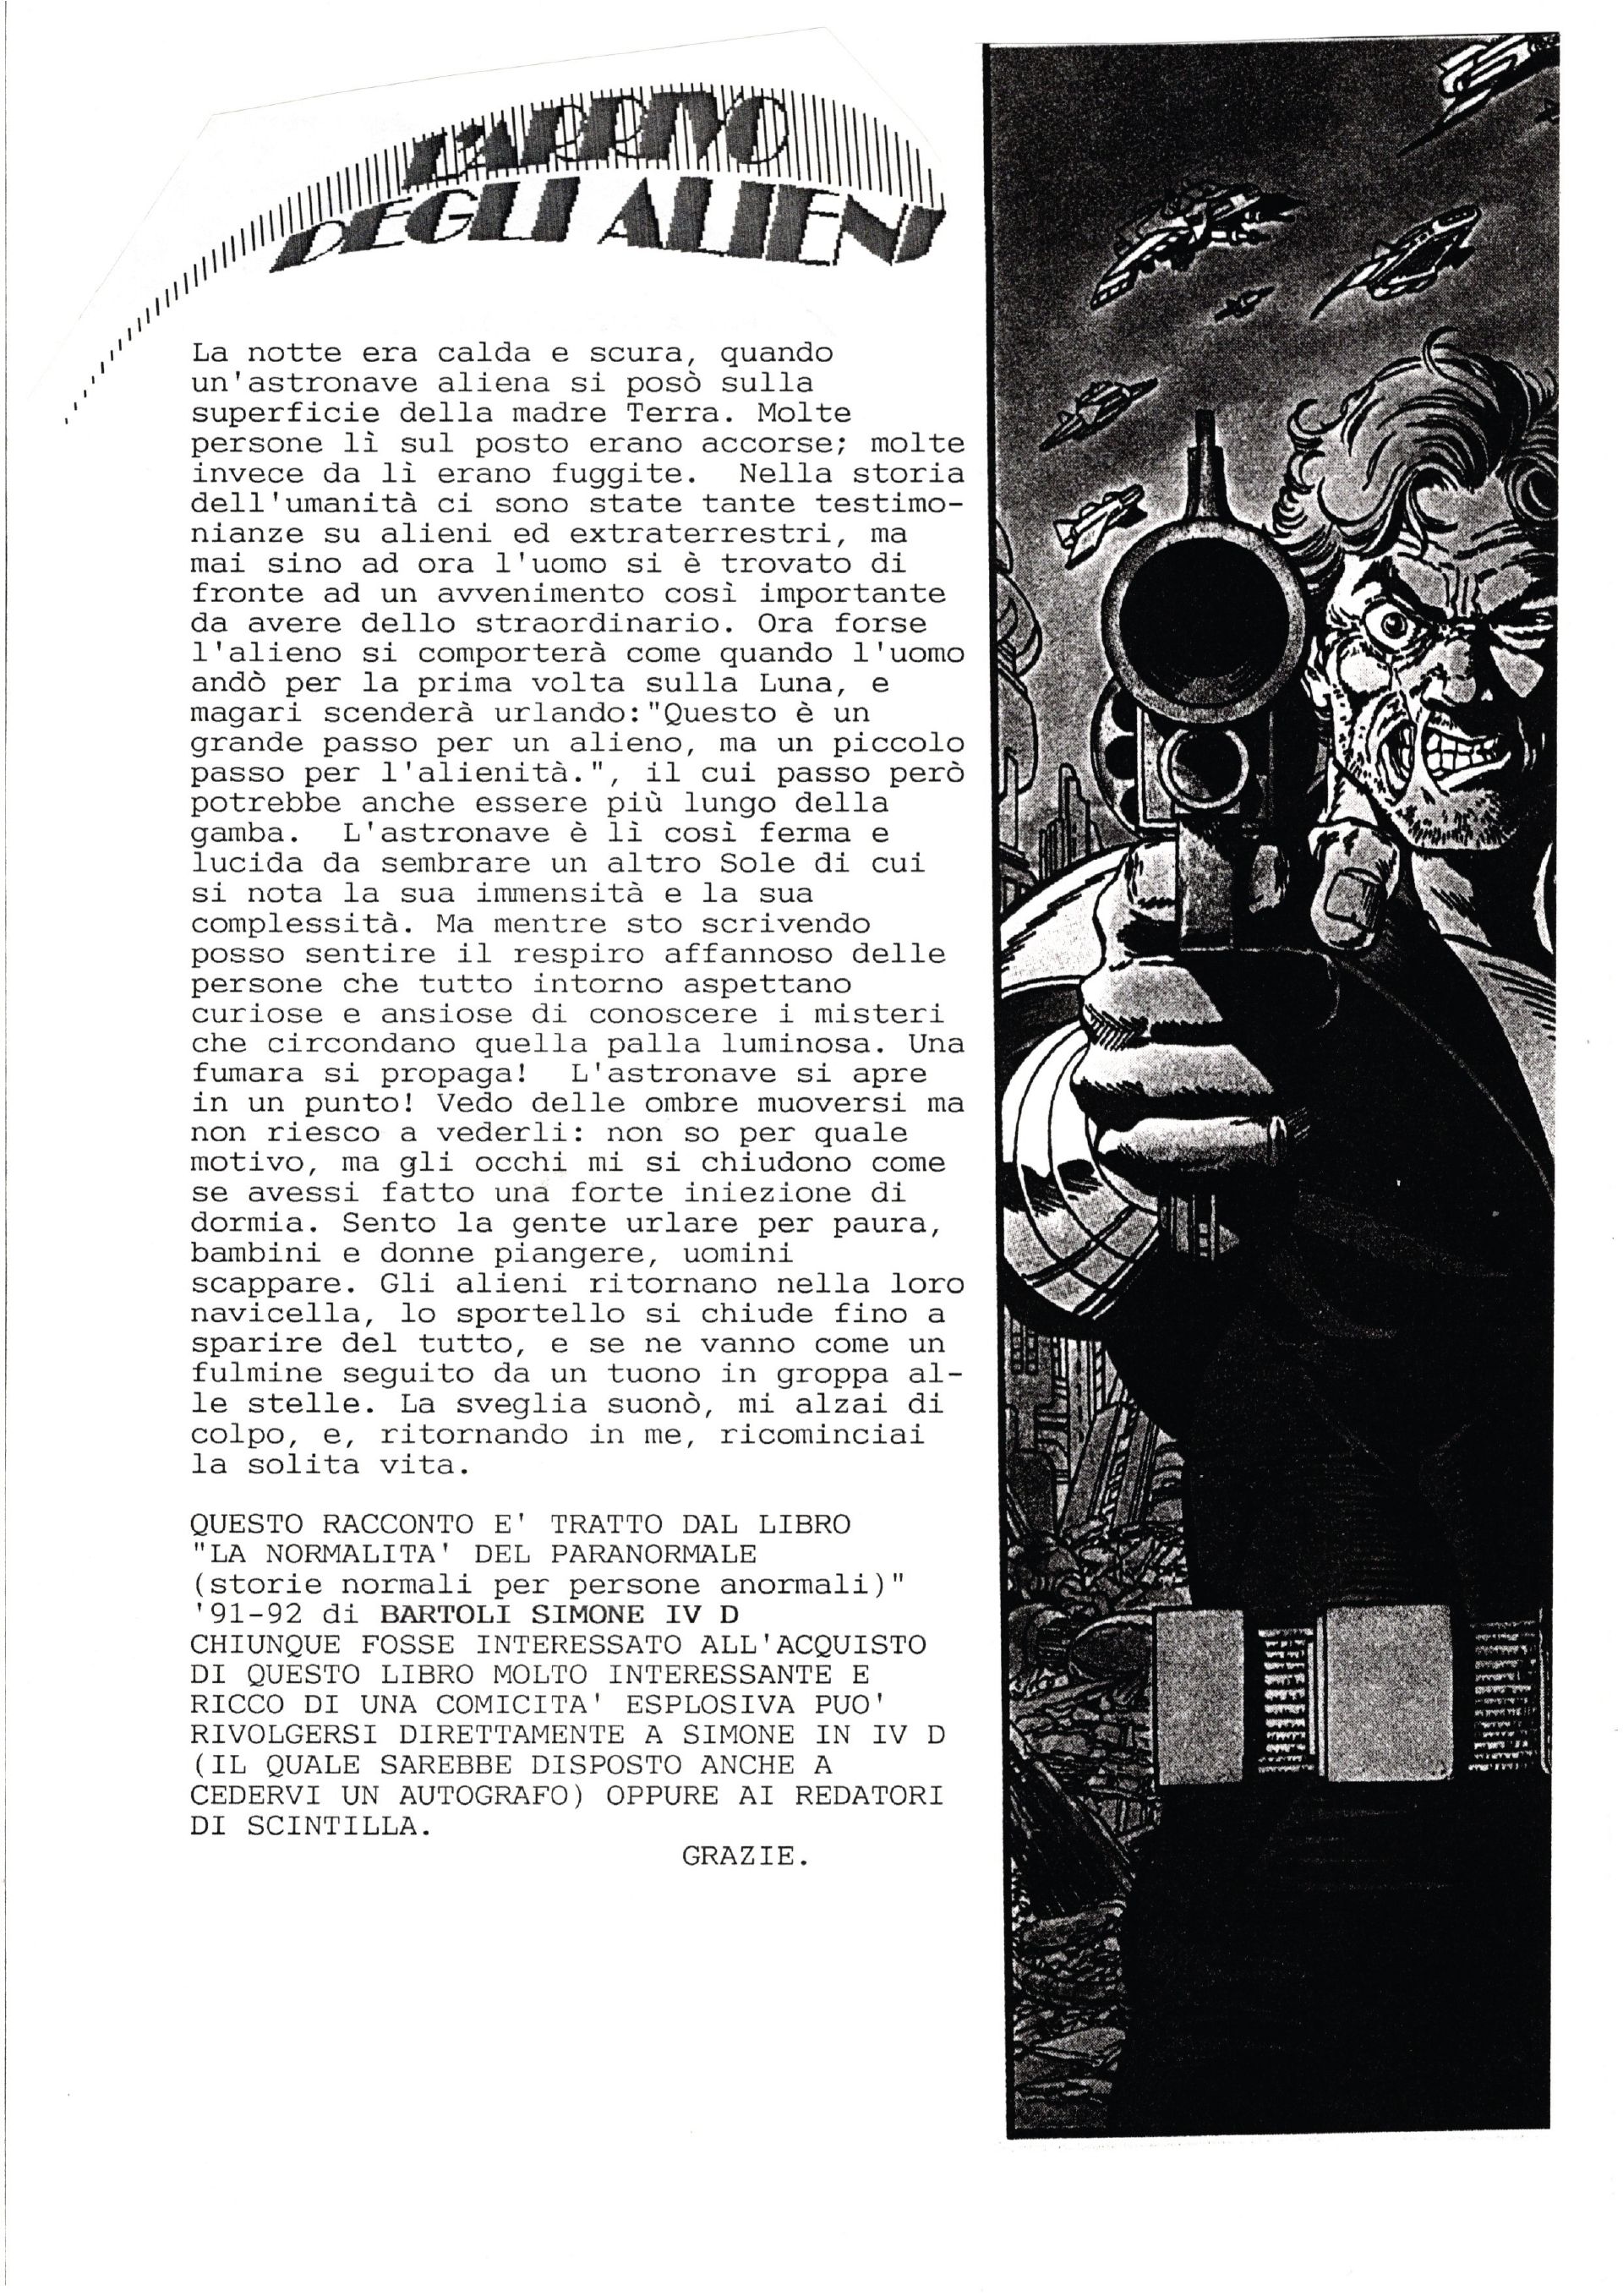 L'ARRIVO
DEGLI ALIENI
La notte era calda e scura, quando
un'astronave aliena si posò sulla
superficie della madre Terra. Molte
persone lì sul posto erano accorse; molte
invece da lì erano fuggite.  Nella storia
dell'umanità ci sono state tante testimo-
nianze su alieni ed extraterrestri, ma
mai sino ad ora l'uomo si è trovato di
fronte ad un avvenimento così importante
da avere dello straordinario. Ora forse
l'alieno si comporterà come quando l'uomo
andò per la prima volta sulla Luna, e
magari scenderà urlando:"Questo è un
grande passo per un alieno, ma un piccolo
passo per l'alienità.", il cui passo però
potrebbe anche essere più lungo della
gamba.  L'astronave è lì così ferma e
lucida da sembrare un altro Sole di cui
si nota la sua immensità e la sua
complessità. Ma mentre sto scrivendo
posso sentire il respiro affannoso delle
persone che tutto intorno aspettano
curiose e ansiose di conoscere i misteri
che circondano quella palla luminosa. Una
fumara si propaga!  L'astronave si apre
in un punto! Vedo delle ombre muoversi ma
non riesco a vederli: non so per quale
motivo, ma gli occhi mi si chiudono come
se avessi fatto una forte iniezione di
dormia. Sento la gente urlare per paura,
bambini e donne piangere, uomini
scappare. Gli alieni ritornano nella loro
navicella, lo sportello si chiude fino a
sparire del tutto, e se ne vanno come un
fulmine seguito da un tuono in groppa al-
le stelle. La sveglia suonò, mi alzai di
colpo, e, ritornando in me, ricominciai
la solita vita.
QUESTO RACCONTO E' TRATTO DAL LIBRO
"LA NORMALITA' DEL PARANORMALE
(storie normali per persone anormali)"
'91-92 di BARTOLI SIMONE IV D
CHIUNQUE FOSSE INTERESSATO ALL'ACQUISTO
DI QUESTO LIBRO MOLTO INTERESSANTE E
RICCO DI UNA COMICITA' ESPLOSIVA PUO'
RIVOLGERSI DIRETTAMENTE A SIMONE IN IV D
(IL QUALE SAREBBE DISPOSTO ANCHE A
CEDERVI UN AUTOGRAFO) OPPURE AI REDATORI
DI SCINTILLA.
GRAZIE.